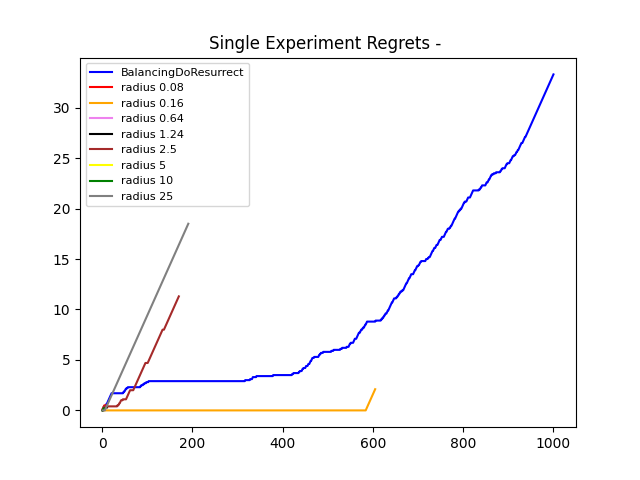 Single Experiment Regrets -
BalancingDoResurrect
radius 0.08
radius 0.16
radius 0.64
radius 1.24
radius 2.5
radius 5
radius 10
radius 25
30
25
20
15
10
5
0
0 200 400 600 800 1000